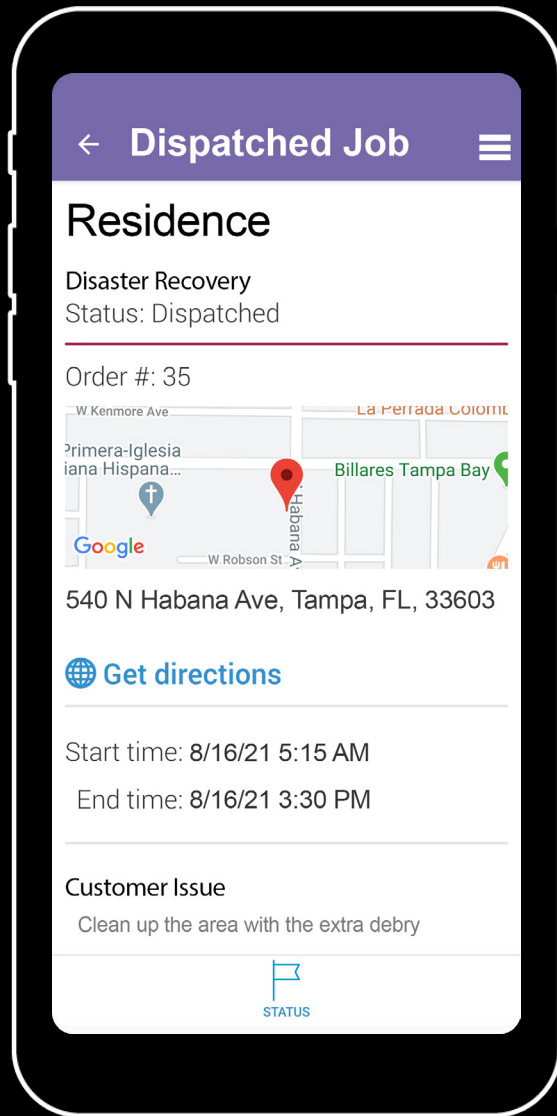 Dispatched Job
Residence
Disaster Recovery
Status: Dispatched
Order #: 35
W Kenmore Ave
La Perrada Colomb
Primera-Iglesia
iana Hispana...
Billares Tampa Bay
Habana A
Google
W Robson St
540 N Habana Ave, Tampa, FL, 33603
Get directions
Start time: 8/16/21 5:15 AM
End time: 8/16/21 3:30 PM
Customer Issue
Clean up the area with the extra debry
STATUS